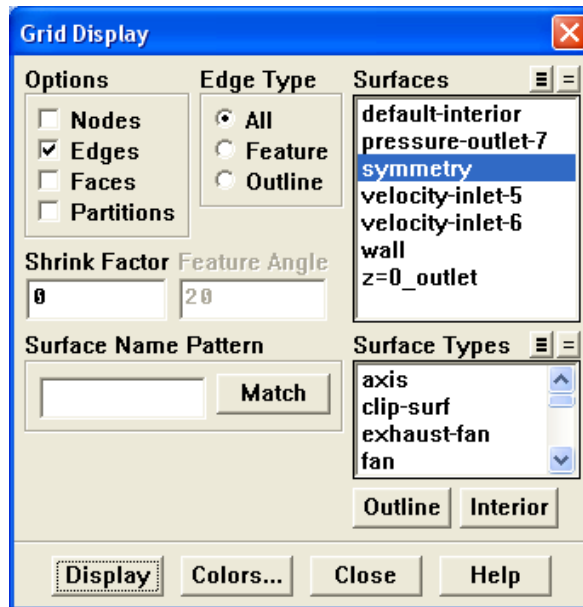 Grid Display
Options
Nodes
Edges
Faces
Partitions
Edge Type
All
Feature
Outline
Surfaces
default-interior
pressure-outlet-7
symmetry
velocity-inlet-5
velocity-inlet-6
wall
z=0_outlet
Shrink Factor
0
Feature Angle
20
Surface Name Pattern
Match
Surface Types
axis
clip-surf
exhaust-fan
fan
Outline
Interior
Display
Colors...
Close
Help